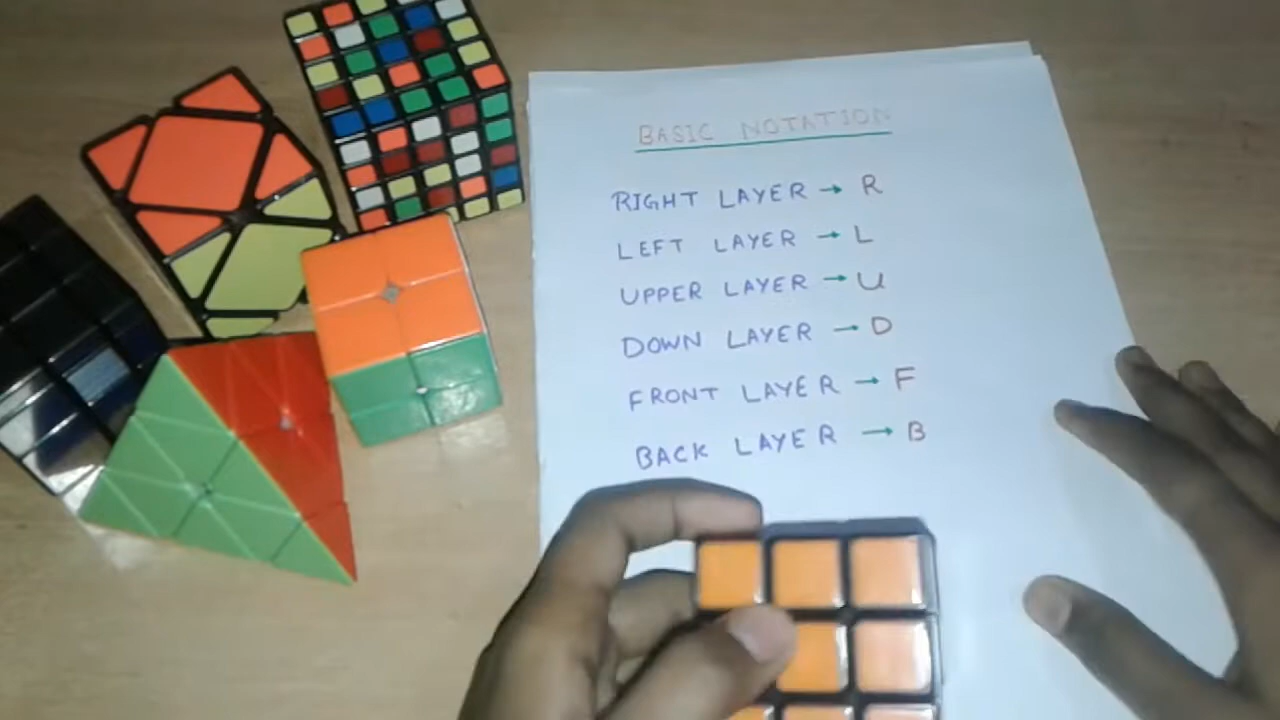 BASIC NOTATION
RIGHT LAYER → R
LEFT LAYER → L
UPPER LAYER → U
DOWN LAYER → D
FRONT LAYER → F
BACK LAYER → B